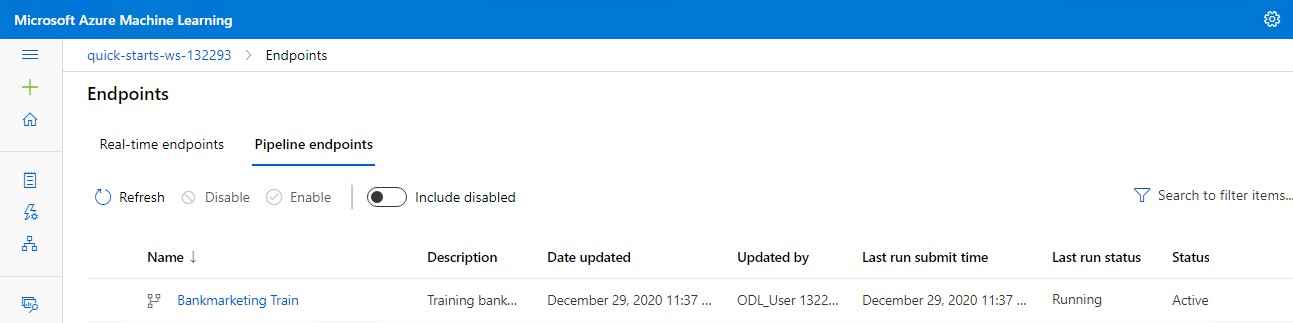 Microsoft Azure Machine Learning
quick-starts-ws-132293 > Endpoints
Endpoints
Real-time endpoints Pipeline endpoints
Refresh Disable Enable Include disabled Search to filter items...
Name ↓ Description Date updated Updated by Last run submit time Last run status Status
Bankmarketing Train Training bank... December 29, 2020 11:37 ... ODL_User 1322... December 29, 2020 11:37 ... Running Active